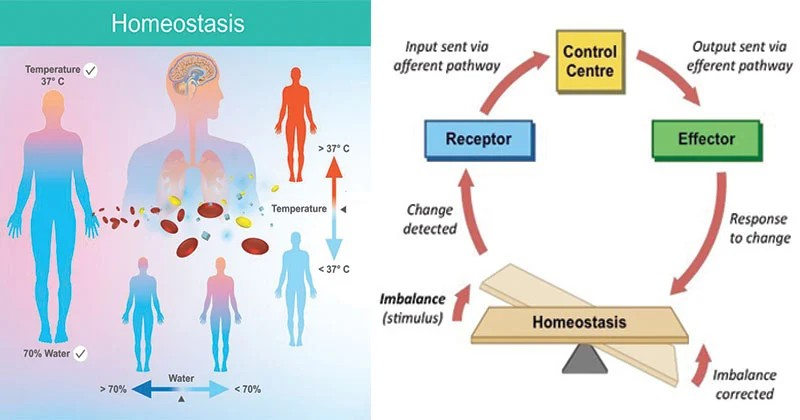 Homeostasis
Temperature
37° C
> 37° C
Temperature
< 37° C
70% Water
Water
> 70%
< 70%
Input sent via
afferent pathway
Control
Centre
Output sent via
efferent pathway
Receptor
Effector
Change
detected
Response
to change
Imbalance
(stimulus)
Homeostasis
Imbalance
corrected